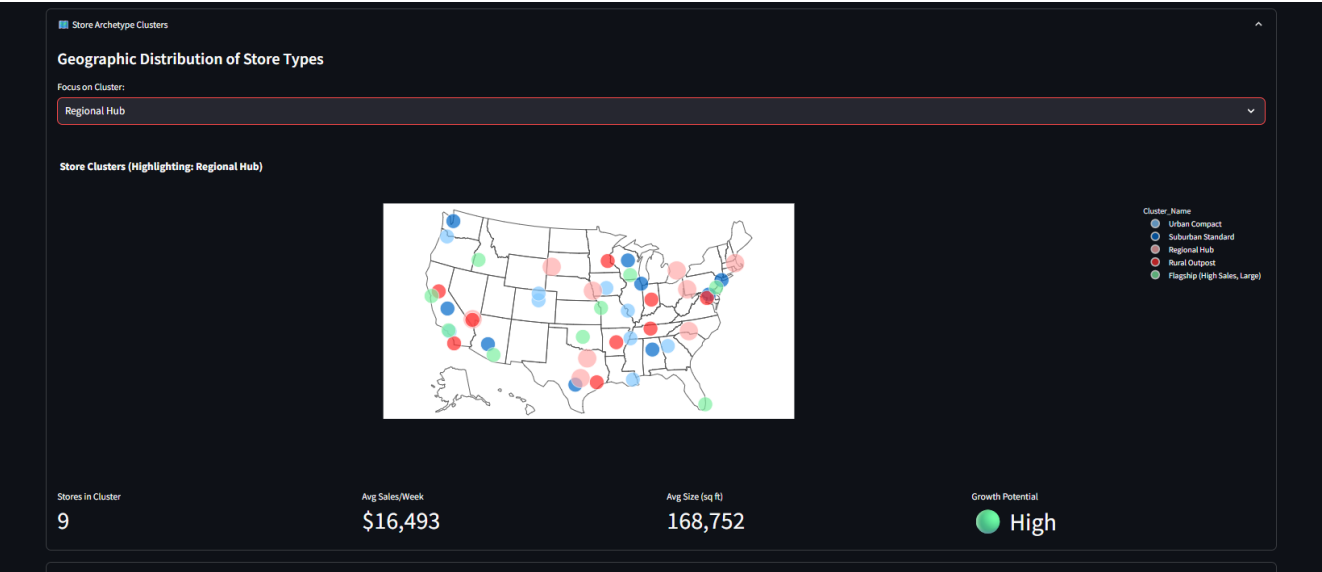 Store Archetype Clusters
Geographic Distribution of Store Types
Focus on Cluster:
Regional Hub
Store Clusters (Highlighting: Regional Hub)
Cluster_Name
Urban Compact
Suburban Standard
Regional Hub
Rural Outpost
Flagship (High Sales, Large)
Stores in Cluster
9
Avg Sales/Week
$16,493
Avg Size (sq ft)
168,752
Growth Potential
High